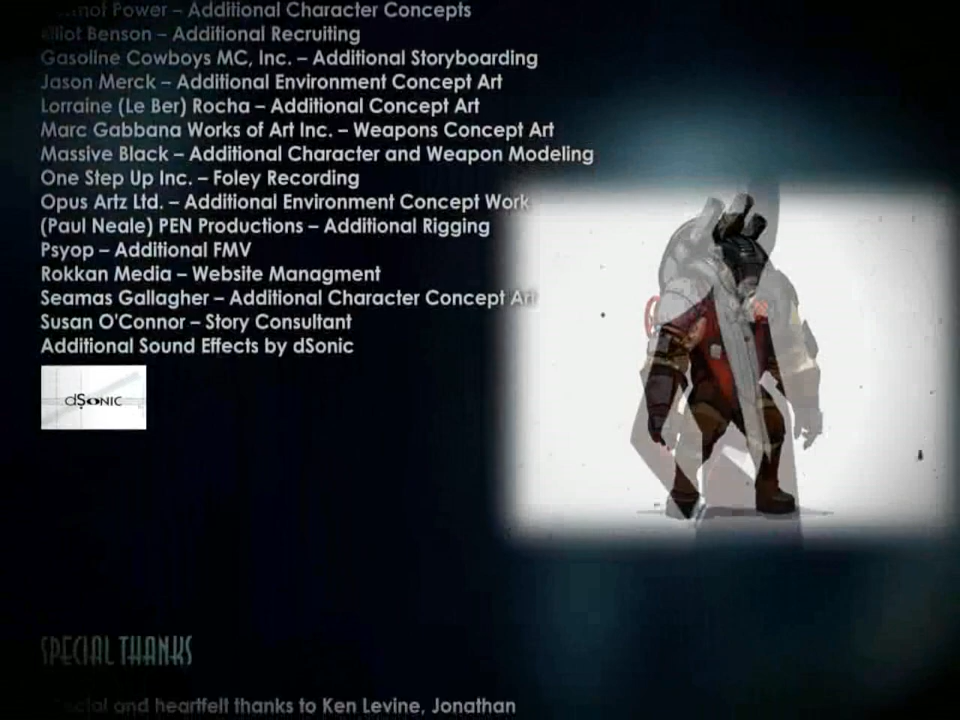 Power – Additional Character Concepts
Elliot Benson – Additional Recruiting
Gasoline Cowboys MC, Inc. – Additional Storyboarding
Jason Merck – Additional Environment Concept Art
Lorraine (Le Ber) Rocha – Additional Concept Art
Marc Gabbana Works of Art Inc. – Weapons Concept Art
Massive Black – Additional Character and Weapon Modeling
One Step Up Inc. – Foley Recording
Opus Artz Ltd. – Additional Environment Concept Work
(Paul Neale) PEN Productions – Additional Rigging
Psyop – Additional FMV
Rokkan Media – Website Managment
Seamas Gallagher – Additional Character Concept Art
Susan O'Connor – Story Consultant
Additional Sound Effects by dSonic
dSONIC
SPECIAL THANKS
Special and heartfelt thanks to Ken Levine, Jonathan